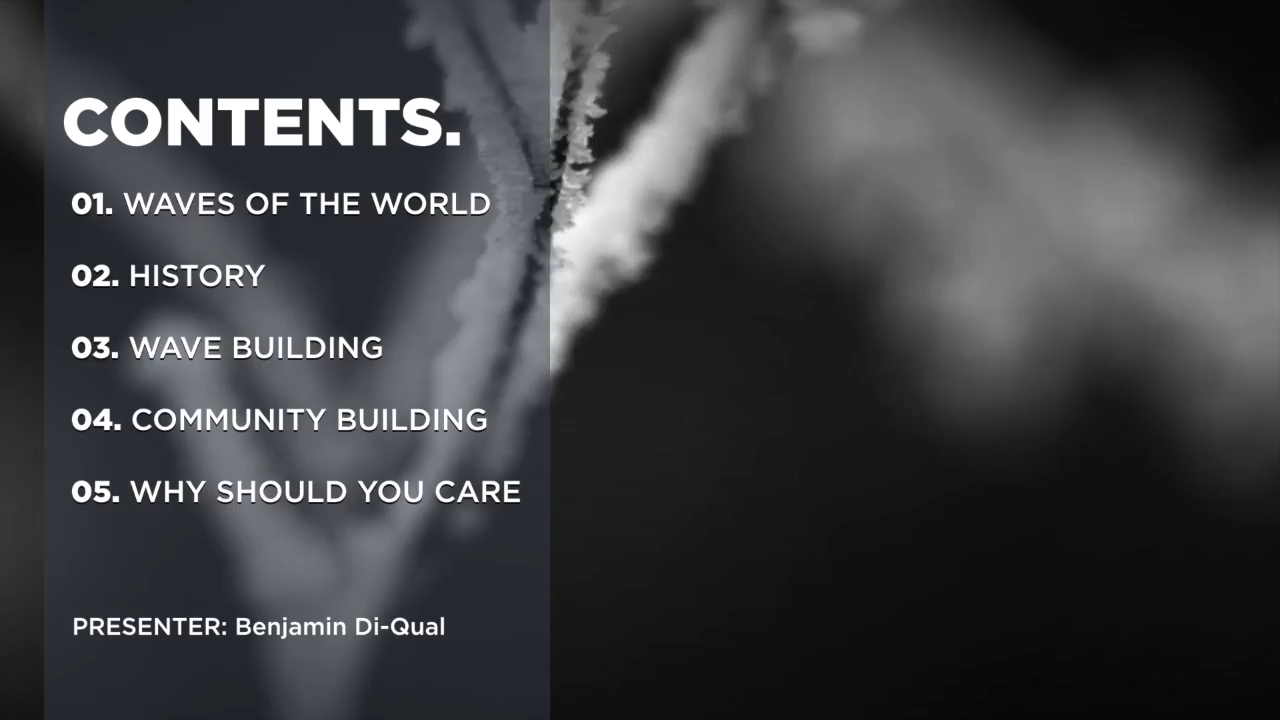 CONTENTS.
01. WAVES OF THE WORLD
02. HISTORY
03. WAVE BUILDING
04. COMMUNITY BUILDING
05. WHY SHOULD YOU CARE
PRESENTER: Benjamin Di-Qual